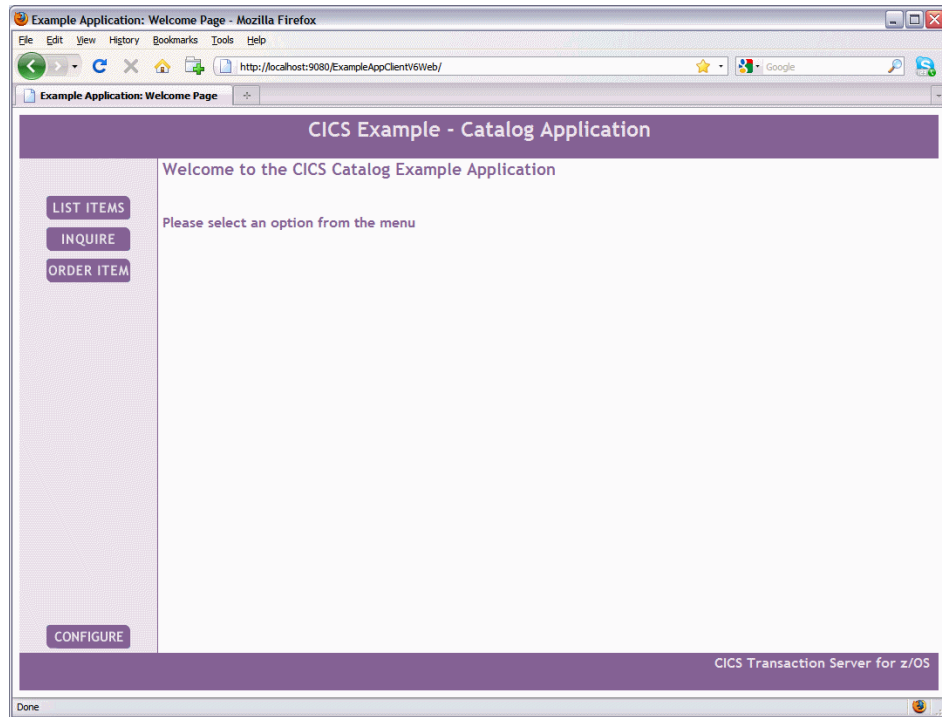 Example Application: Welcome Page - Mozilla Firefox
File Edit View History Bookmarks Tools Help
http://localhost:9080/ExampleAppClientV6Web/ Google
Example Application: Welcome Page
CICS Example - Catalog Application
Welcome to the CICS Catalog Example Application
LIST ITEMS
Please select an option from the menu
INQUIRE
ORDER ITEM
CONFIGURE
CICS Transaction Server for z/OS
Done